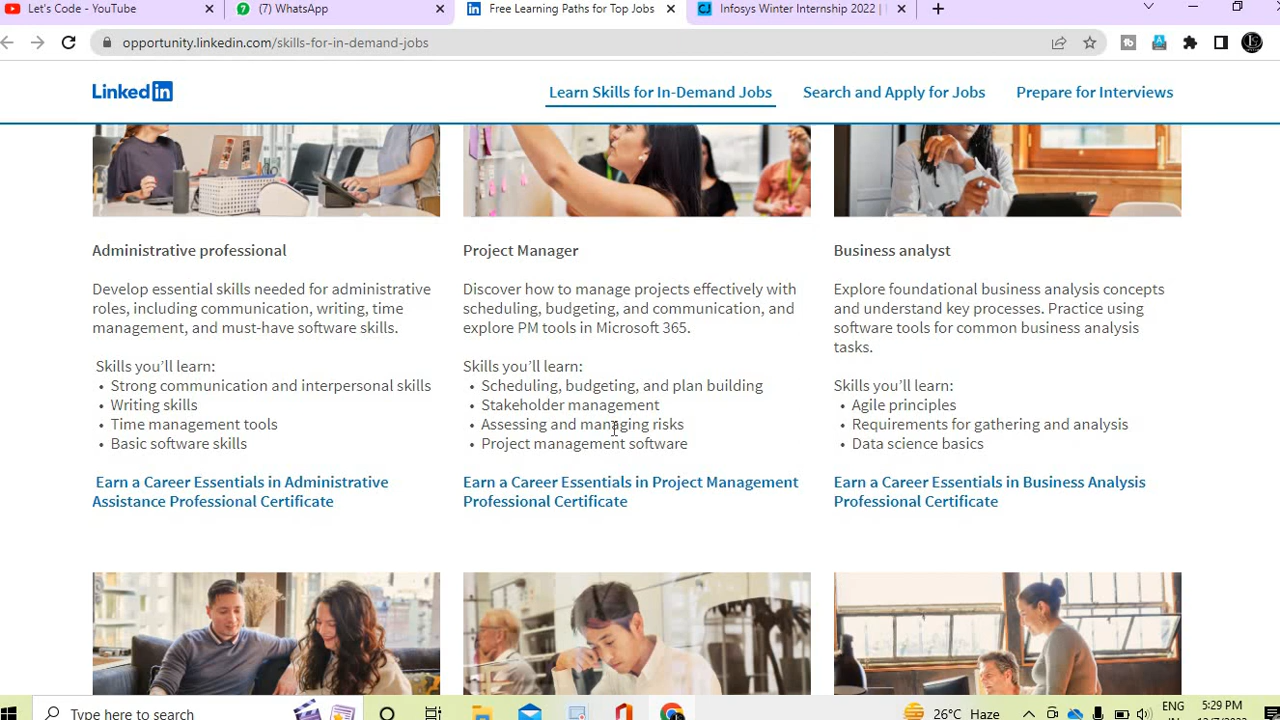 Let's Code - YouTube
(7) WhatsApp
Free Learning Paths for Top Jobs
Infosys Winter Internship 2022 |
opportunity.linkedin.com/skills-for-in-demand-jobs
Linked in
Learn Skills for In-Demand Jobs
Search and Apply for Jobs
Prepare for Interviews
Administrative professional
Develop essential skills needed for administrative
roles, including communication, writing, time
management, and must-have software skills.
Skills you'll learn:
• Strong communication and interpersonal skills
• Writing skills
• Time management tools
• Basic software skills
Earn a Career Essentials in Administrative
Assistance Professional Certificate
Project Manager
Discover how to manage projects effectively with
scheduling, budgeting, and communication, and
explore PM tools in Microsoft 365.
Skills you'll learn:
• Scheduling, budgeting, and plan building
• Stakeholder management
• Assessing and managing risks
• Project management software
Earn a Career Essentials in Project Management
Professional Certificate
Business analyst
Explore foundational business analysis concepts
and understand key processes. Practice using
software tools for common business analysis
tasks.
Skills you'll learn:
• Agile principles
• Requirements for gathering and analysis
• Data science basics
Earn a Career Essentials in Business Analysis
Professional Certificate
Type here to search
26°C Haze
ENG
5:29 PM